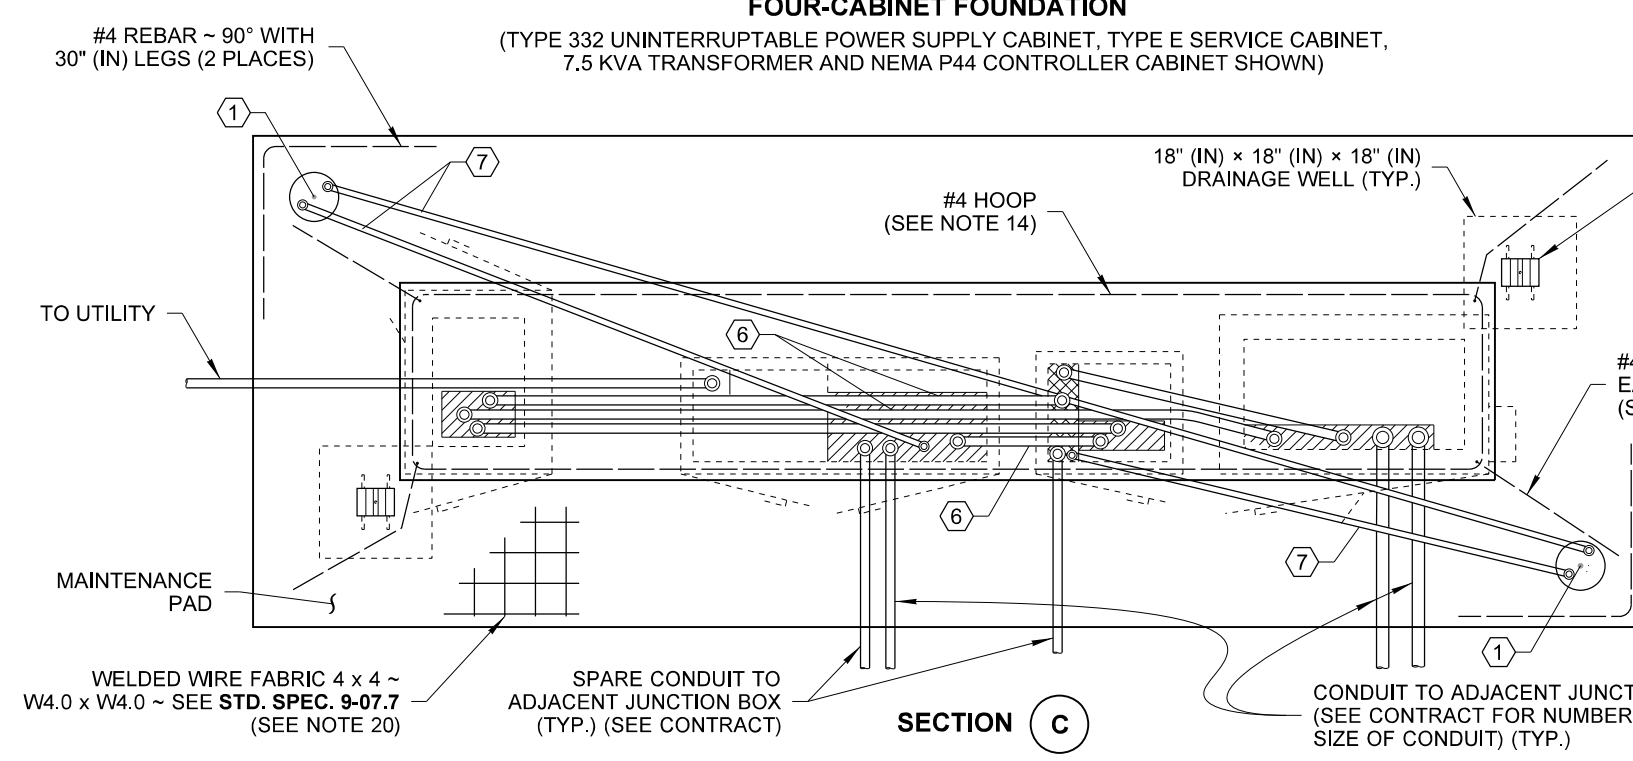 FOUR-CABINET FOUNDATION
(TYPE 332 UNINTERRUPTABLE POWER SUPPLY CABINET, TYPE E SERVICE CABINET,
7.5 KVA TRANSFORMER AND NEMA P44 CONTROLLER CABINET SHOWN)
#4 REBAR ~ 90° WITH
30" (IN) LEGS (2 PLACES)
1
7
18" (IN) × 18" (IN) × 18" (IN)
DRAINAGE WELL (TYP.)
#4 HOOP
(SEE NOTE 14)
TO UTILITY
6
#4
6
7
MAINTENANCE
PAD
1
WELDED WIRE FABRIC 4 x 4 ~
W4.0 x W4.0 ~ SEE STD. SPEC. 9-07.7
(SEE NOTE 20)
SPARE CONDUIT TO
ADJACENT JUNCTION BOX
(TYP.) (SEE CONTRACT)
SECTION C
CONDUIT TO ADJACENT JUNCT
(SEE CONTRACT FOR NUMBER
SIZE OF CONDUIT) (TYP.)